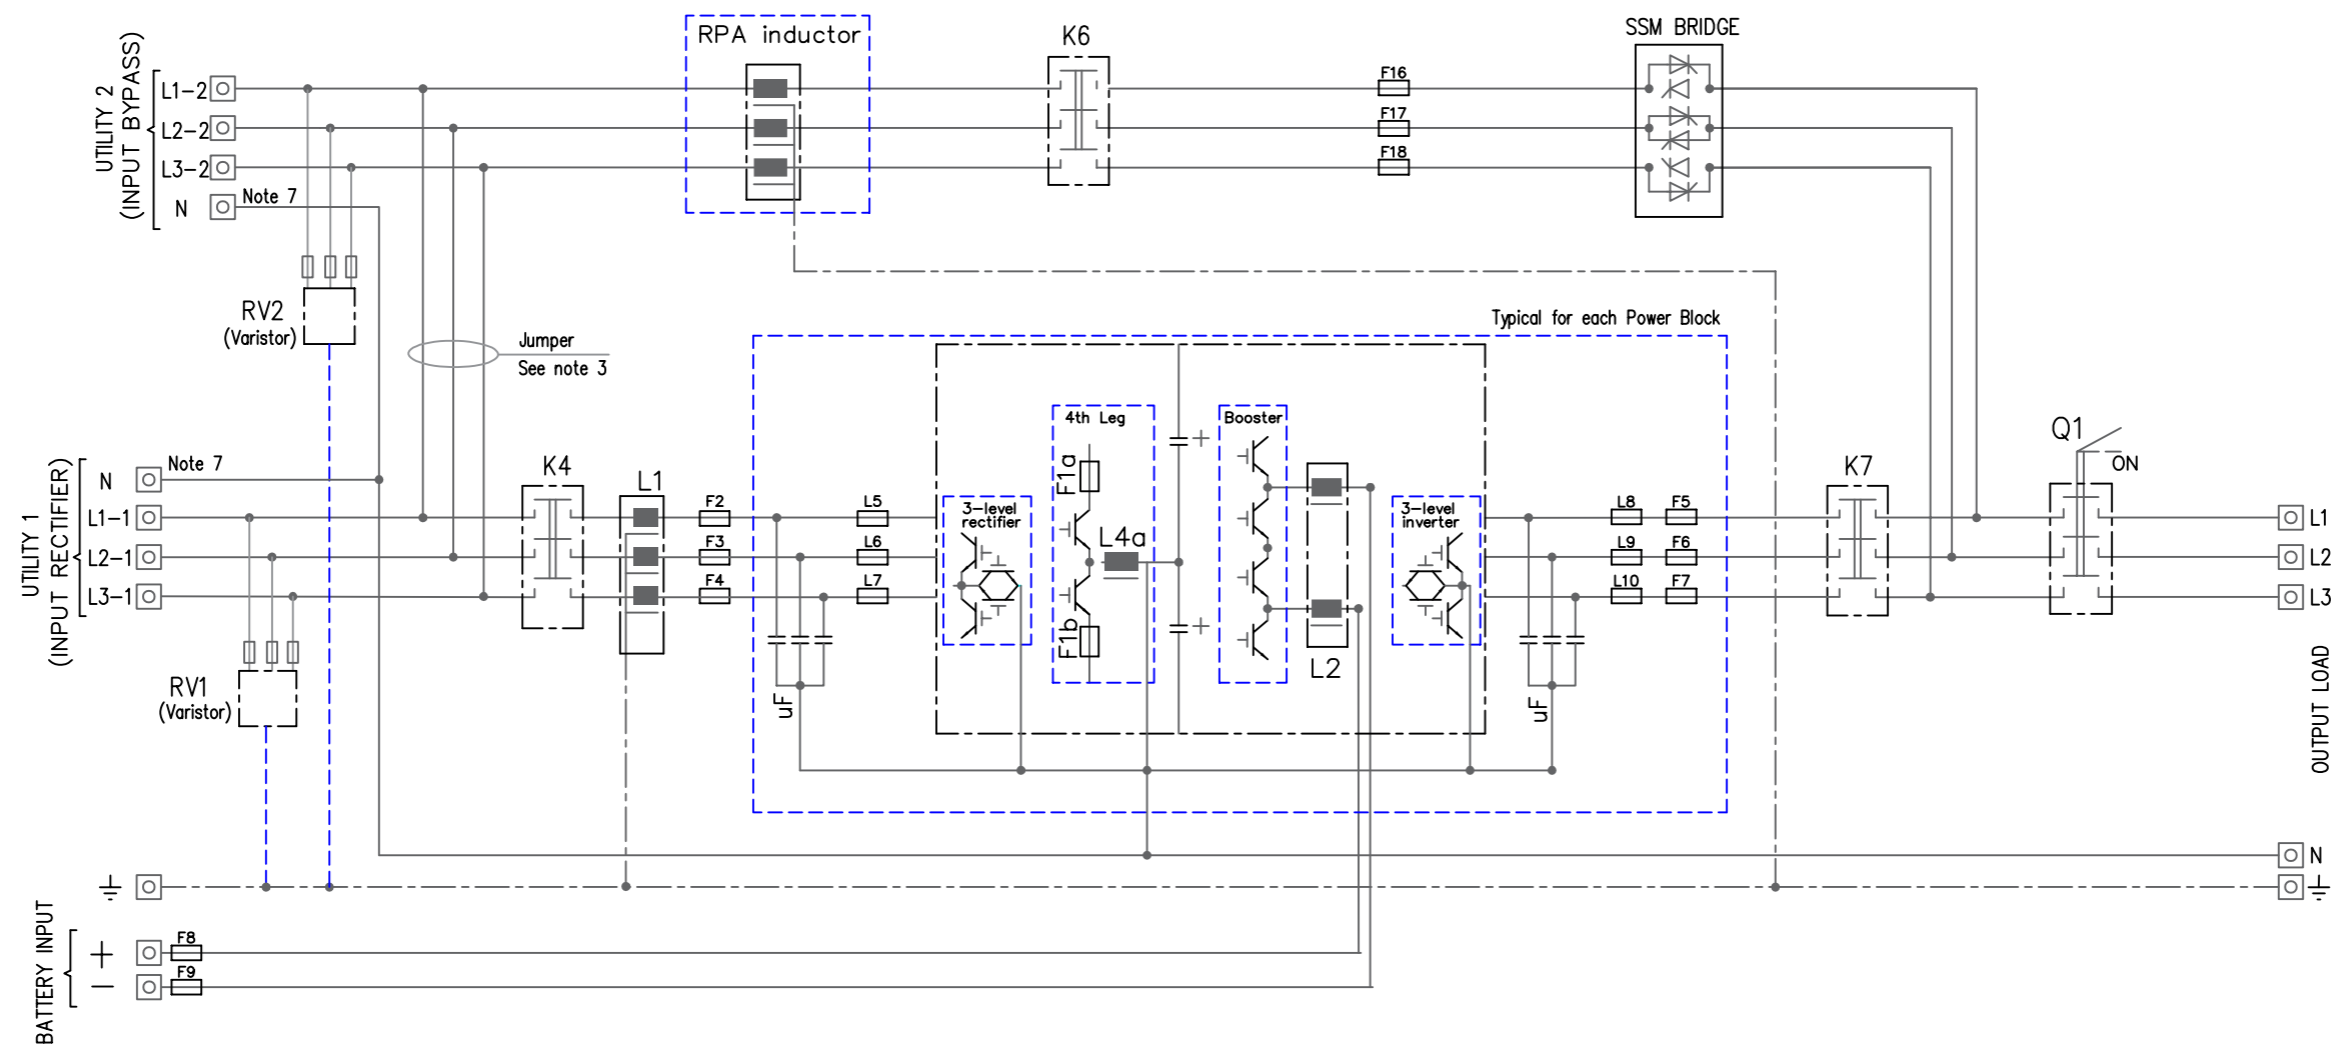 UTILITY 2
(INPUT BYPASS)
L1-2
L2-2
L3-2
N
Note 7
RPA inductor
K6
F16
F17
F18
SSM BRIDGE
RV2
(Varistor)
Jumper
See note 3
Typical for each Power Block
UTILITY 1
(INPUT RECTIFIER)
N
Note 7
L1-1
L2-1
L3-1
RV1
(Varistor)
K4
L1
F2
F3
F4
L5
L6
L7
uF
3-level
rectifier
4th Leg
F1a
L4a
F1b
+
+
Booster
L2
3-level
inverter
uF
L8
F5
L9
F6
L10
F7
K7
Q1
ON
L1
L2
L3
OUTPUT LOAD
N
BATTERY INPUT
+
F8
−
F9